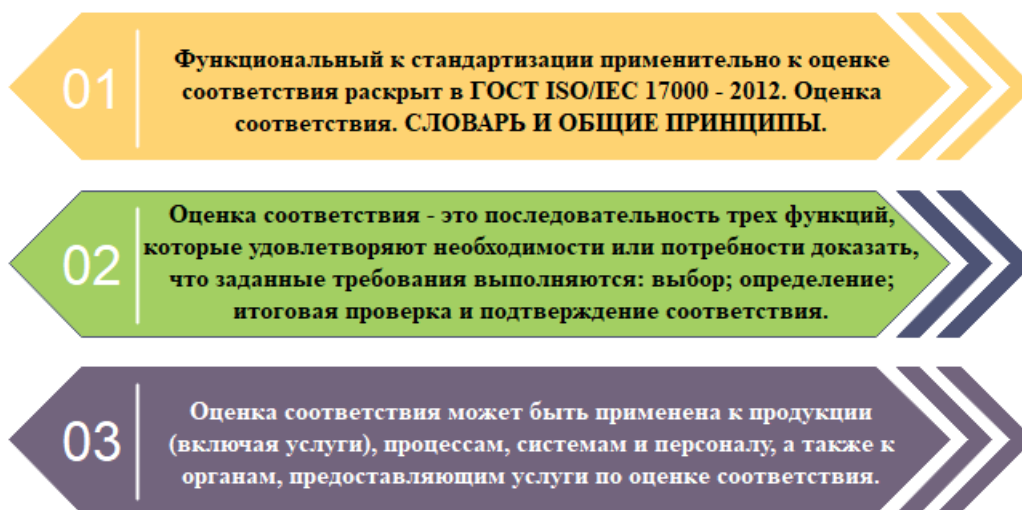 01
Функциональный к стандартизации применительно к оценке
соответствия раскрыт в ГОСТ ISO/IEC 17000 - 2012. Оценка
соответствия. СЛОВАРЬ И ОБЩИЕ ПРИНЦИПЫ.
02
Оценка соответствия - это последовательность трех функций,
которые удовлетворяют необходимости или потребности доказать,
что заданные требования выполняются: выбор; определение;
итоговая проверка и подтверждение соответствия.
03
Оценка соответствия может быть применена к продукции
(включая услуги), процессам, системам и персоналу, а также к
органам, предоставляющим услуги по оценке соответствия.